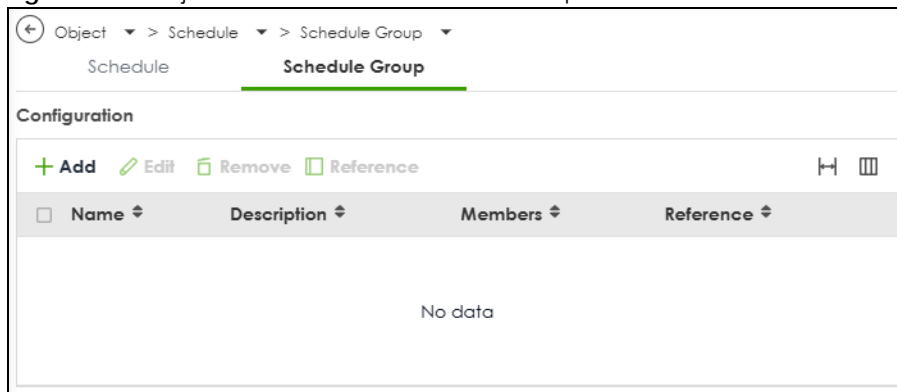 Object > Schedule > Schedule Group
Schedule Schedule Group
Configuration
+ Add Edit Remove Reference
Name Description Members Reference
No data